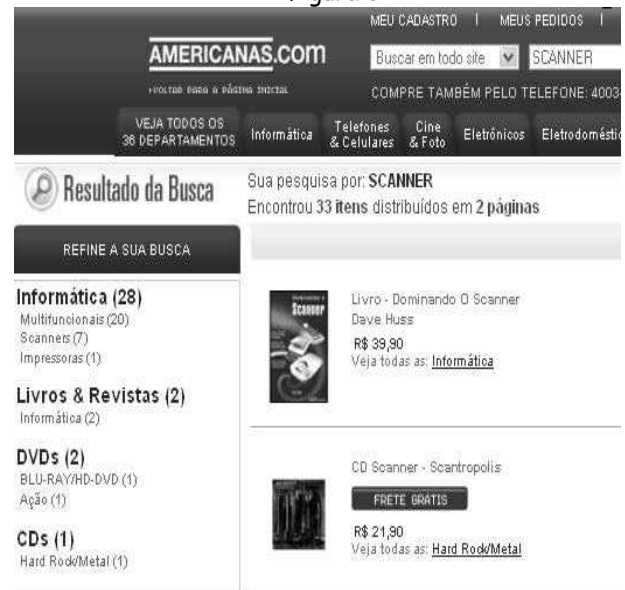 MEU CADASTRO | MEUS PEDIDOS |
AMERICANAS.COM
Buscar em todo site SCANNER
VOLTAR PARA A PÁGINA INICIAL
COMPRE TAMBÉM PELO TELEFONE: 4003-
VEJA TODOS OS
36 DEPARTAMENTOS
Informática
Telefones
& Celulares
Cine
& Foto
Eletrônicos
Eletrodomésti
Resultado da Busca
Sua pesquisa por: SCANNER
Encontrou 33 itens distribuídos em 2 páginas
REFINE A SUA BUSCA
Informática (28)
Multifuncionais (20)
Scanners (7)
Impressoras (1)
Livros & Revistas (2)
Informática (2)
DVDs (2)
BLU-RAY/HD-DVD (1)
Ação (1)
CDs (1)
Hard Rock/Metal (1)
Scanner
Livro - Dominando O Scanner
Dave Huss
R$ 39,90
Veja todas as: Informática
CD Scanner - Scantropolis
FRETE GRATIS
R$ 21,90
Veja todas as: Hard Rock/Metal